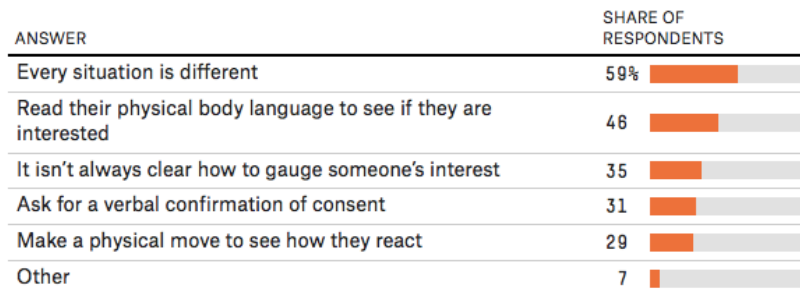 SHARE OF
ANSWER RESPONDENTS
Every situation is different 59%
Read their physical body language to see if they are
interested 46
It isn’t always clear how to gauge someone’s interest 35
Ask for a verbal confirmation of consent 31
Make a physical move to see how they react 29
Other 7